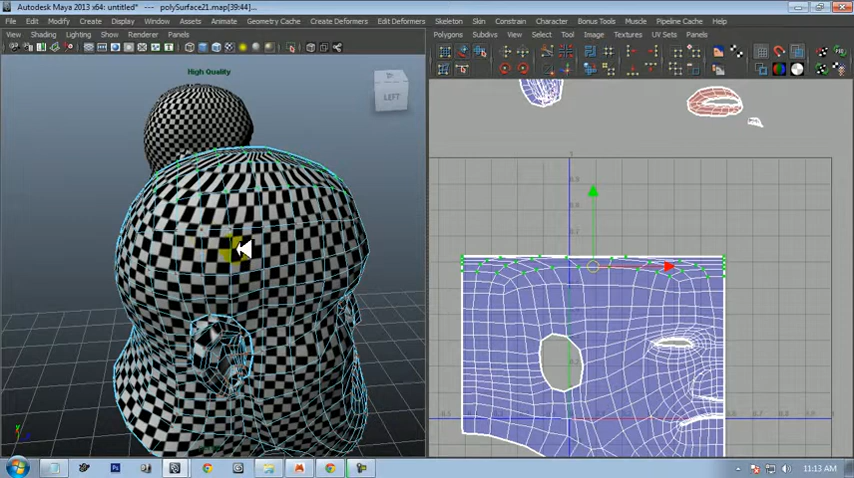 Autodesk Maya 2013 x64: untitled* --- polySurface21.map[39:44]
File Edit Modify Create Display Window Assets Animate Geometry Cache Create Deformers Edit Deformers Skeleton Skin Constrain Character Bonus Tools Muscle Pipeline Cache Help
View Shading Lighting Show Renderer Panels
Polygons Subdivs View Select Tool Image Textures UV Sets Panels
High Quality
LEFT
11:13 AM